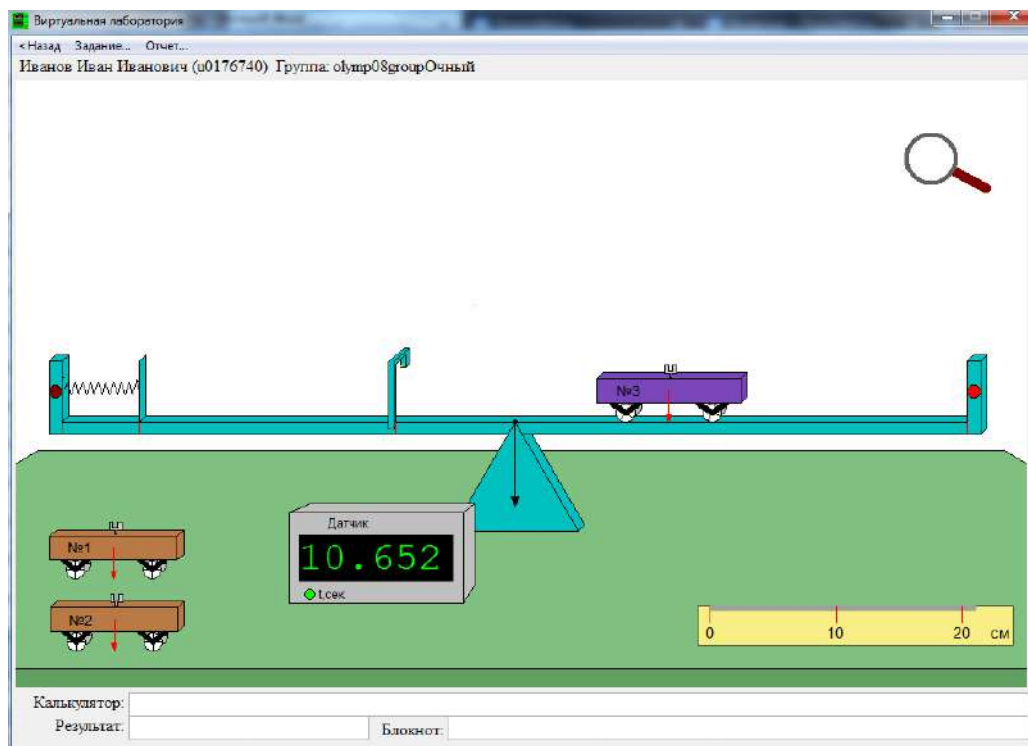 Виртуальная лаборатория
< Назад Задание... Отчет...
Иванов Иван Иванович (u0176740) Группа: olymp08groupОчный
№3
Датчик
№1
10.652
t,сек
№2
0 10 20 см
Калькулятор:
Результат: Блокнот: